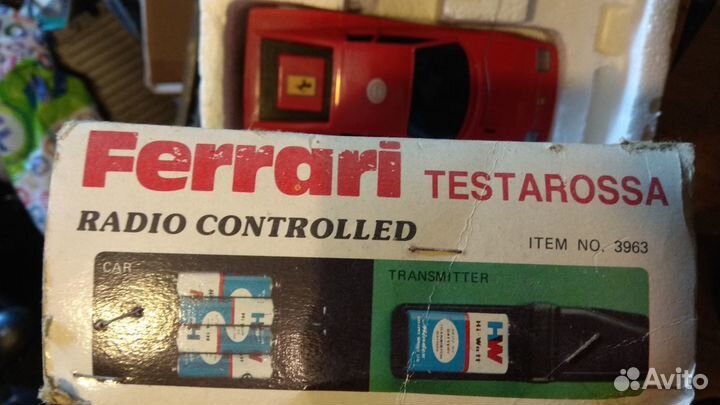 Ferrari TESTAROSSA
RADIO CONTROLLED
ITEM NO. 3963
CAR
TRANSMITTER
HW
HW
Hi Watt
Avito